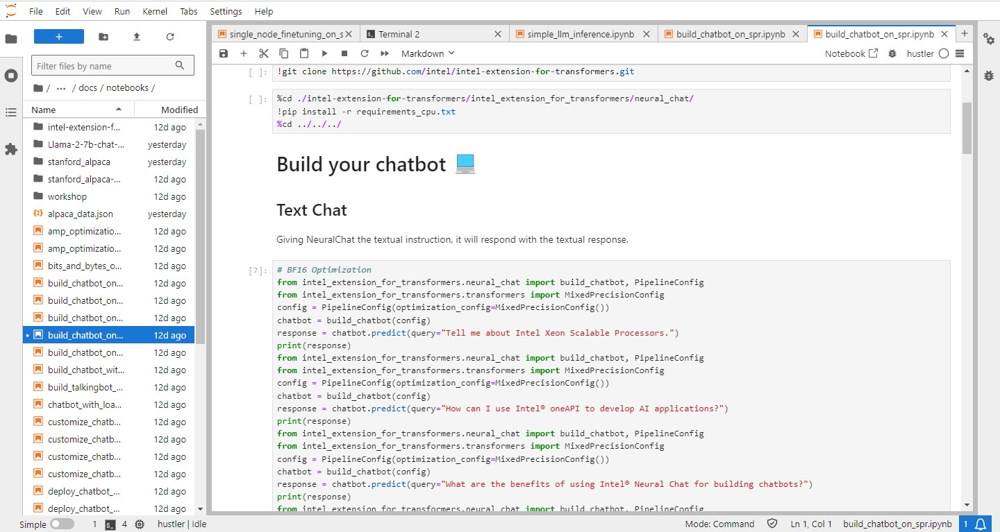 File Edit View Run Kernel Tabs Settings Help
+
Filter files by name
/ ... / docs / notebooks /
Name Modified
intel-extension-f... 12d ago
Llama-2-7b-chat-... yesterday
stanford_alpaca yesterday
stanford_alpaca-... 12d ago
workshop 12d ago
alpaca_data.json yesterday
amp_optimizatio... 12d ago
amp_optimizatio... 12d ago
bits_and_bytes_o... 12d ago
build_chatbot_on... 12d ago
build_chatbot_on... 12d ago
build_chatbot_on... 12d ago
build_chatbot_on... 12d ago
build_chatbot_on... 12d ago
build_chatbot_wit... 12d ago
build_talkingbot_... 12d ago
chatbot_with_loa... 12d ago
customize_chatb... 12d ago
customize_chatb... 12d ago
customize_chatb... 12d ago
customize_chatb... 12d ago
deploy_chatbot_... 12d ago
deploy_chatbot_... 12d ago
single_node_finetuning_on_s Terminal 2 simple_llm_inference.ipynb build_chatbot_on_spr.ipynb build_chatbot_on_spr.ipynb +
Markdown Notebook hustler
[ ]: !git clone https://github.com/intel/intel-extension-for-transformers.git
[ ]: %cd ./intel-extension-for-transformers/intel_extension_for_transformers/neural_chat/
!pip install -r requirements_cpu.txt
%cd ../../../
Build your chatbot 💻
Text Chat
Giving NeuralChat the textual instruction, it will respond with the textual response.
[7]: # BF16 Optimization
from intel_extension_for_transformers.neural_chat import build_chatbot, PipelineConfig
from intel_extension_for_transformers.transformers import MixedPrecisionConfig
config = PipelineConfig(optimization_config=MixedPrecisionConfig())
chatbot = build_chatbot(config)
response = chatbot.predict(query="Tell me about Intel Xeon Scalable Processors.")
print(response)
from intel_extension_for_transformers.neural_chat import build_chatbot, PipelineConfig
from intel_extension_for_transformers.transformers import MixedPrecisionConfig
config = PipelineConfig(optimization_config=MixedPrecisionConfig())
chatbot = build_chatbot(config)
response = chatbot.predict(query="How can I use Intel® oneAPI to develop AI applications?")
print(response)
from intel_extension_for_transformers.neural_chat import build_chatbot, PipelineConfig
from intel_extension_for_transformers.transformers import MixedPrecisionConfig
config = PipelineConfig(optimization_config=MixedPrecisionConfig())
chatbot = build_chatbot(config)
response = chatbot.predict(query="What are the benefits of using Intel® Neural Chat for building chatbots?")
print(response)
from intel_extension_for_transformers.neural_chat import build_chatbot, PipelineConfig
Simple 1 4 hustler | Idle Mode: Command Ln 1, Col 1 build_chatbot_on_spr.ipynb 1